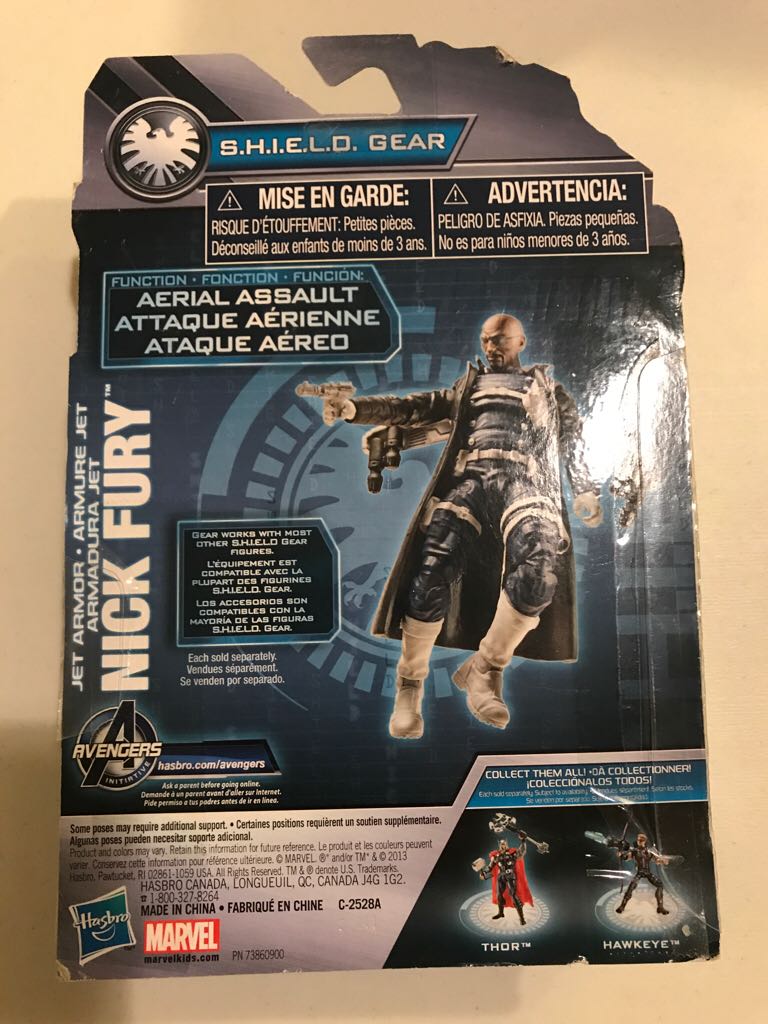 S.H.I.E.L.D. GEAR
MISE EN GARDE:
RISQUE D'ÉTOUFFEMENT: Petites pièces.
Déconseillé aux enfants de moins de 3 ans.
ADVERTENCIA:
PELIGRO DE ASFIXIA. Piezas pequeñas.
No es para niños menores de 3 años.
FUNCTION • FONCTION • FUNCIÓN:
AERIAL ASSAULT
ATTAQUE AÉRIENNE
ATAQUE AÉREO
JET ARMOR • ARMURE JET
ARMADURA JET
NICK FURY™
GEAR WORKS WITH MOST
OTHER S.H.I.E.L.D GEAR
FIGURES.
L'ÉQUIPEMENT EST
COMPATIBLE AVEC LA
PLUPART DES FIGURINES
S.H.I.E.L.D. GEAR.
LOS ACCESORIOS SON
COMPATIBLES CON LA
MAYORÍA DE LAS FIGURAS
S.H.I.E.L.D. GEAR.
Each sold separately.
Vendues séparément.
Se venden por separado.
A
AVENGERS
INITIATIVE
hasbro.com/avengers
Ask a parent before going online.
Demande à un parent avant d'aller sur internet.
Pide permiso a tus padres antes de ir en línea.
COLLECT THEM ALL! • À COLLECTIONNER!
¡COLECCIÓNALOS TODOS!
Each sold separately. Subject to availability.
Se venden por separado.
THOR™
HAWKEYE™
Some poses may require additional support. • Certaines positions requièrent un soutien supplémentaire.
Algunas poses pueden necesitar soporte adicional.
Product and colors may vary. Retain this information for future reference. Le produit et les couleurs peuvent
varier. Conservez cette information pour référence ultérieure. © MARVEL. ®* and/or TM* & © 2013
Hasbro, Pawtucket, RI 02861-1059 USA. All Rights Reserved. TM & ® denote U.S. Trademarks.
HASBRO CANADA, LONGUEUIL, QC, CANADA J4G 1G2.
☎ 1-800-327-8264
MADE IN CHINA • FABRIQUÉ EN CHINE C-2528A
Hasbro
MARVEL
marvelkids.com
PN 73860900